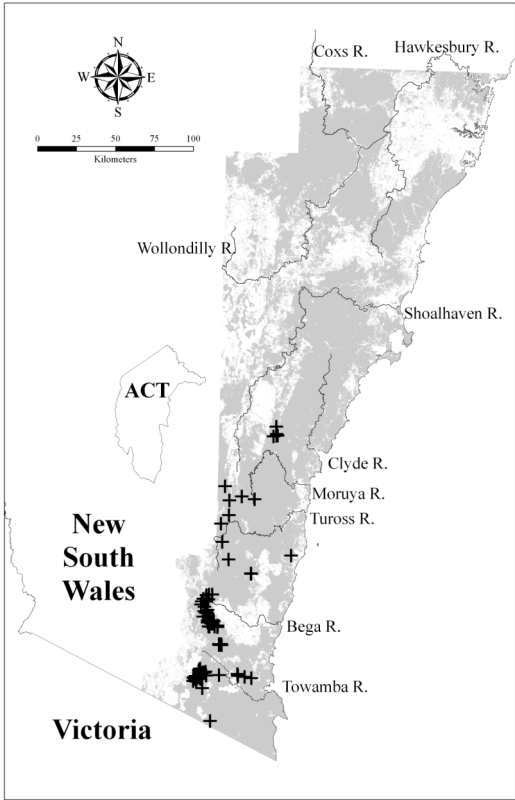 Coxs R.
Hawkesbury R.
N
W
E
S
0 25 50 75 100
Kilometers
Wollondilly R.
Shoalhaven R.
ACT
Clyde R.
Moruya R.
Tuross R.
New
South
Wales
Bega R.
Towamba R.
Victoria